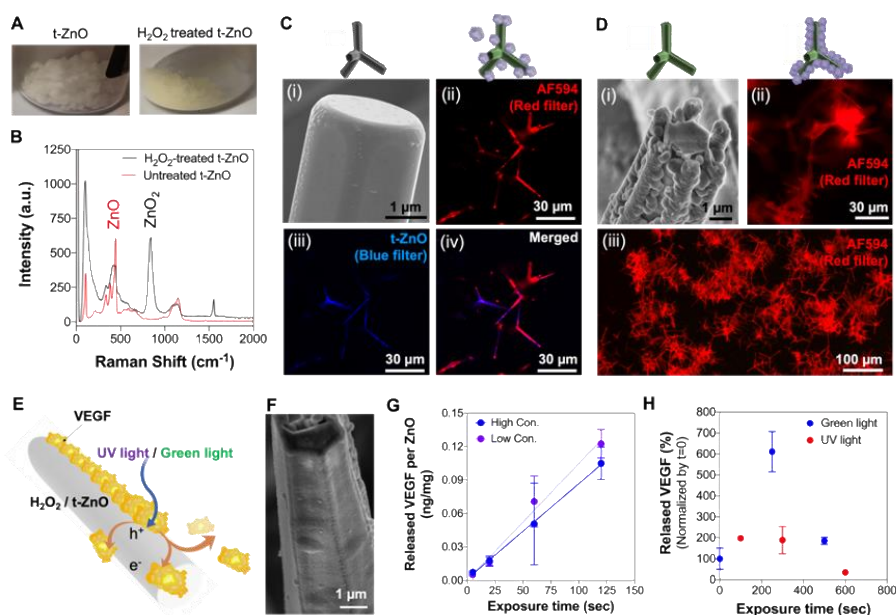 A
t-ZnO
H₂O₂ treated t-ZnO
B
1250
1000
750
500
250
0
0
500
1000
1500
2000
Intensity (a.u.)
Raman Shift (cm⁻¹)
H₂O₂-treated t-ZnO
Untreated t-ZnO
ZnO
ZnO₂
C
(i)
1 µm
(ii)
AF594
(Red filter)
30 µm
(iii)
t-ZnO
(Blue filter)
30 µm
(iv)
Merged
30 µm
D
(i)
1 µm
(ii)
AF594
(Red filter)
30 µm
(iii)
AF594
(Red filter)
100 µm
E
VEGF
UV light / Green light
H₂O₂ / t-ZnO
h⁺
e⁻
F
1 µm
G
High Con.
Low Con.
Released VEGF per ZnO
(ng/mg)
0.15
0.12
0.09
0.06
0.03
0.00
0
25
50
75
100
125
150
Exposure time (sec)
H
Green light
UV light
Relased VEGF (%)
(Normalized by t=0)
800
700
600
500
400
300
200
100
0
0
200
400
600
800
Exposure time (sec)